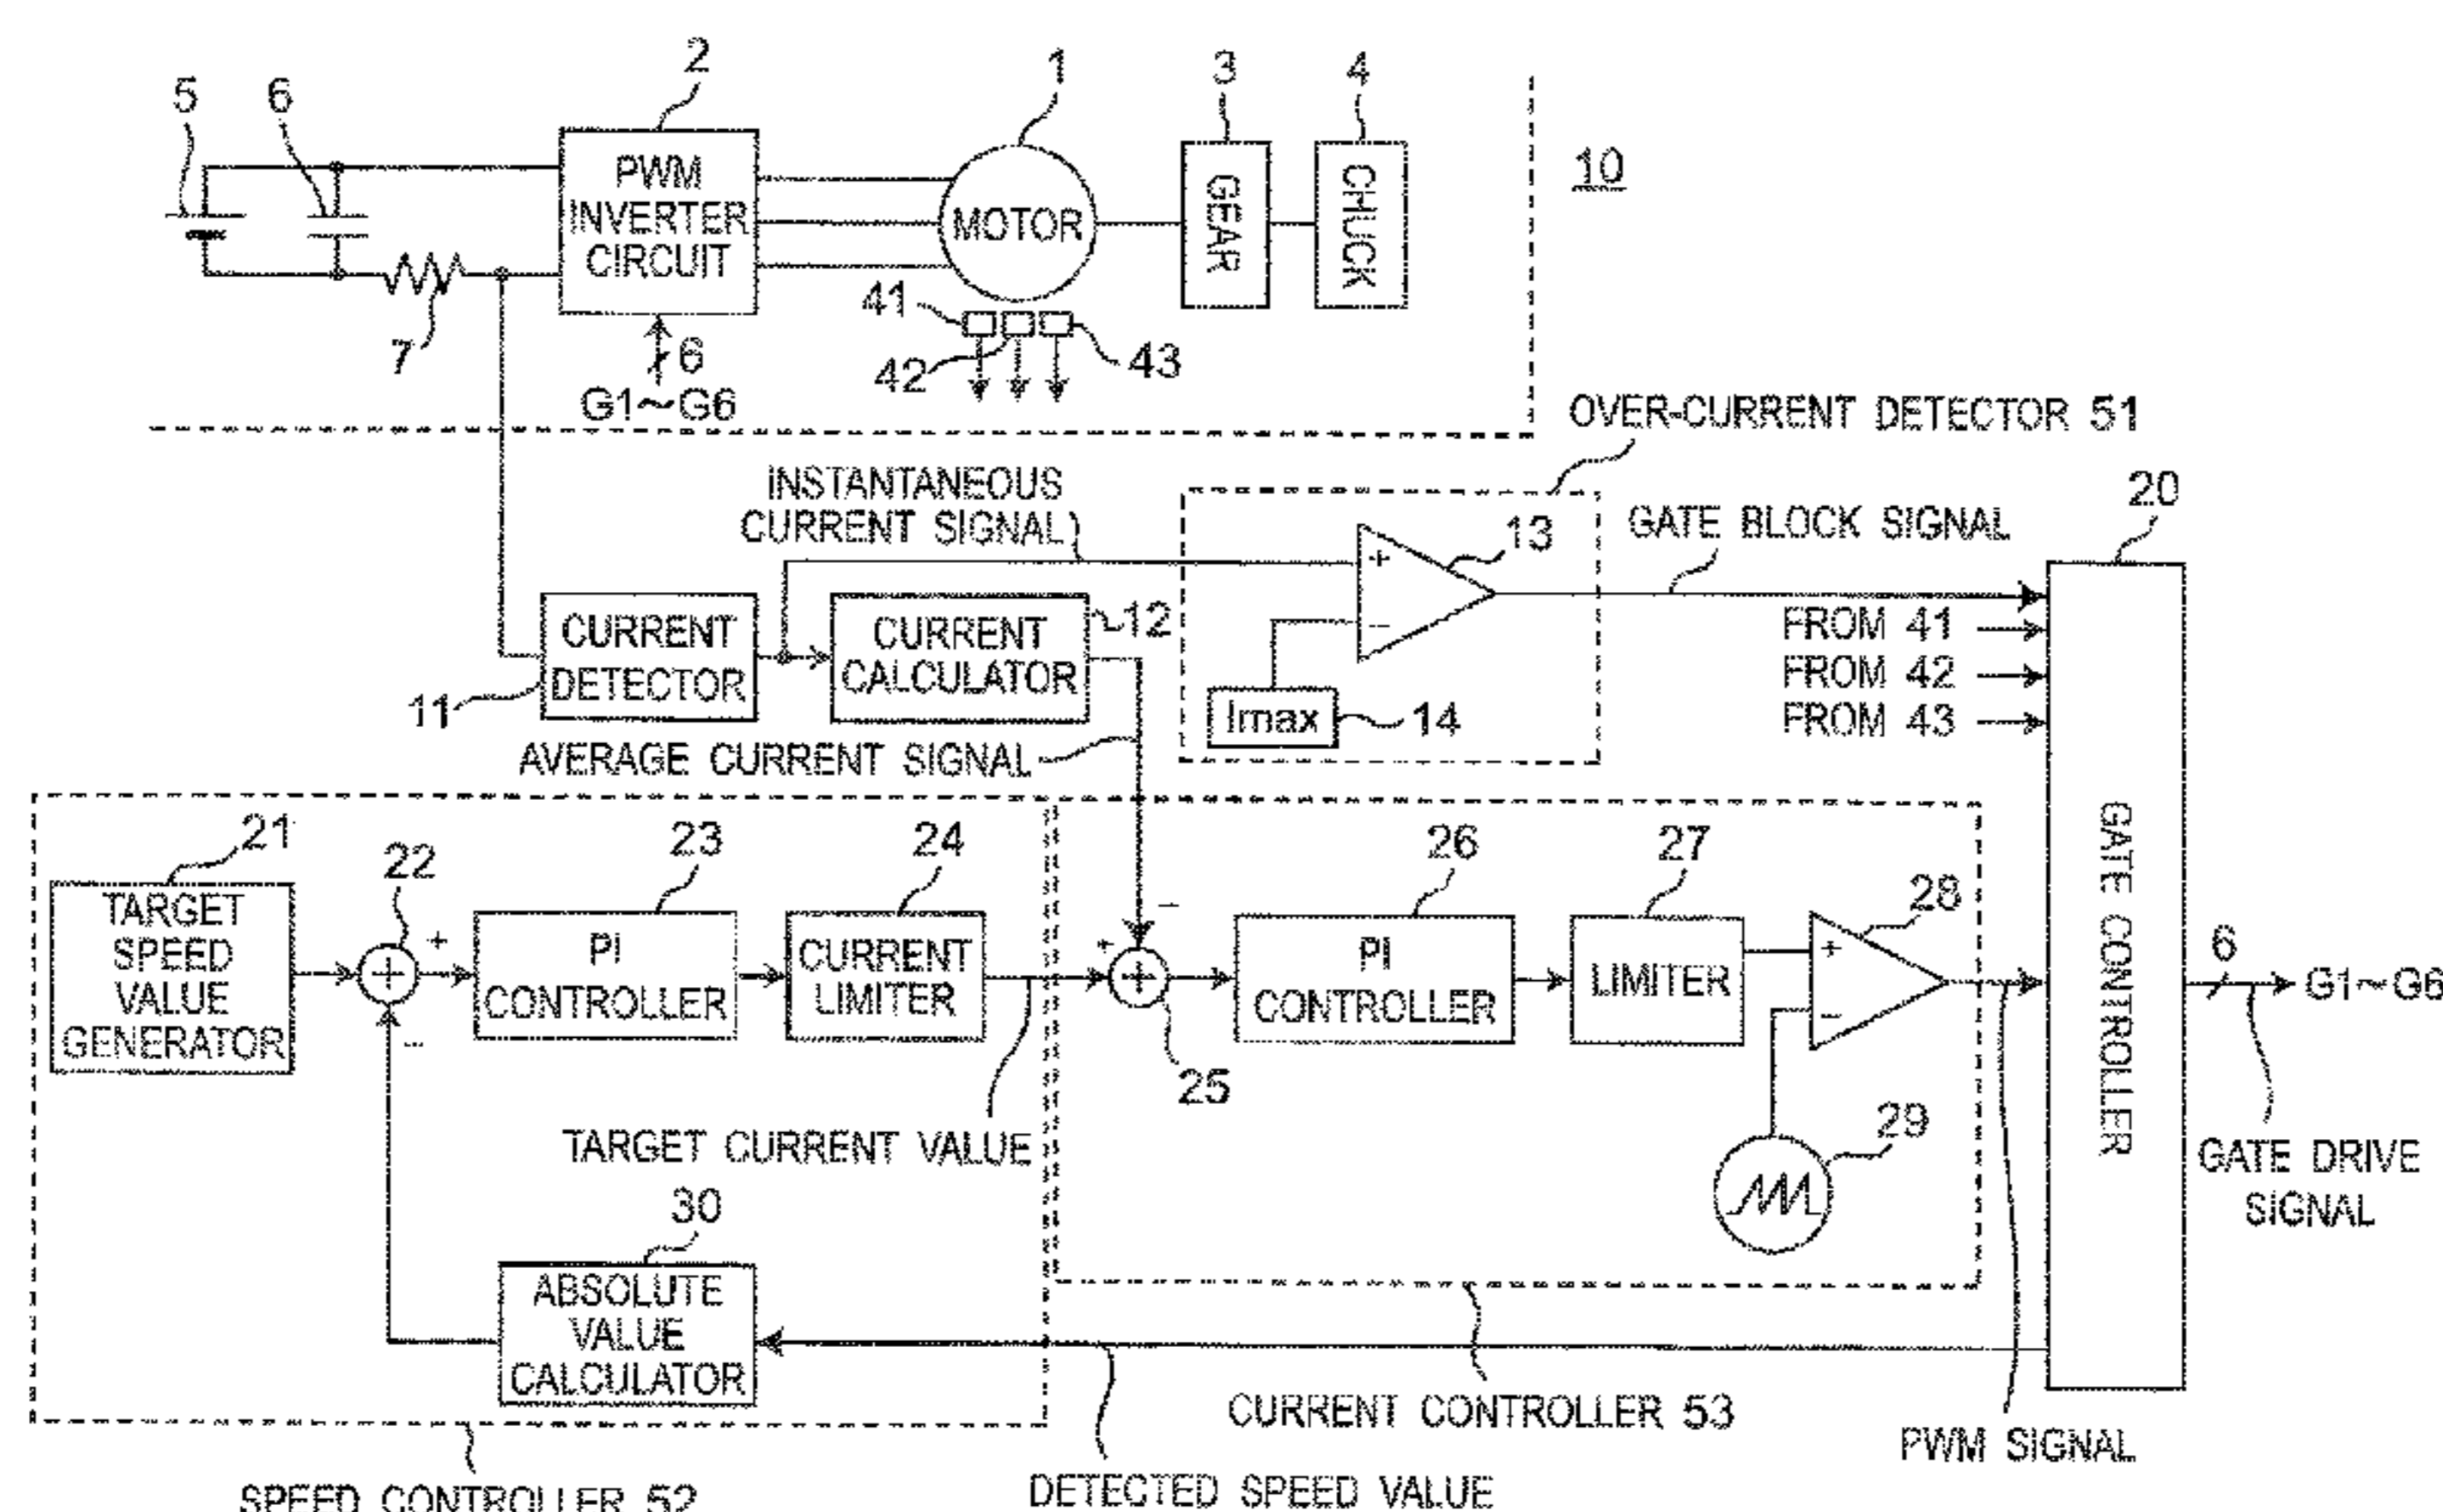 5
6
2
1
3
4
10
PWM
INVERTER
CIRCUIT
MOTOR
GEAR
CHUCK
7
6
G1~G6
41
42
43
OVER-CURRENT DETECTOR 51
INSTANTANEOUS
CURRENT SIGNAL
+
−
13
GATE BLOCK SIGNAL
20
CURRENT
DETECTOR
11
CURRENT
CALCULATOR
12
Imax
14
FROM 41
FROM 42
FROM 43
AVERAGE CURRENT SIGNAL
21
22
23
24
26
27
28
TARGET
SPEED
VALUE
GENERATOR
+
+
−
PI
CONTROLLER
CURRENT
LIMITER
+
−
+
25
PI
CONTROLLER
LIMITER
+
−
GATE CONTROLLER
6
G1~G6
TARGET CURRENT VALUE
29
GATE DRIVE
SIGNAL
30
ABSOLUTE
VALUE
CALCULATOR
CURRENT CONTROLLER 53
PWM SIGNAL
SPEED CONTROLLER 52
DETECTED SPEED VALUE